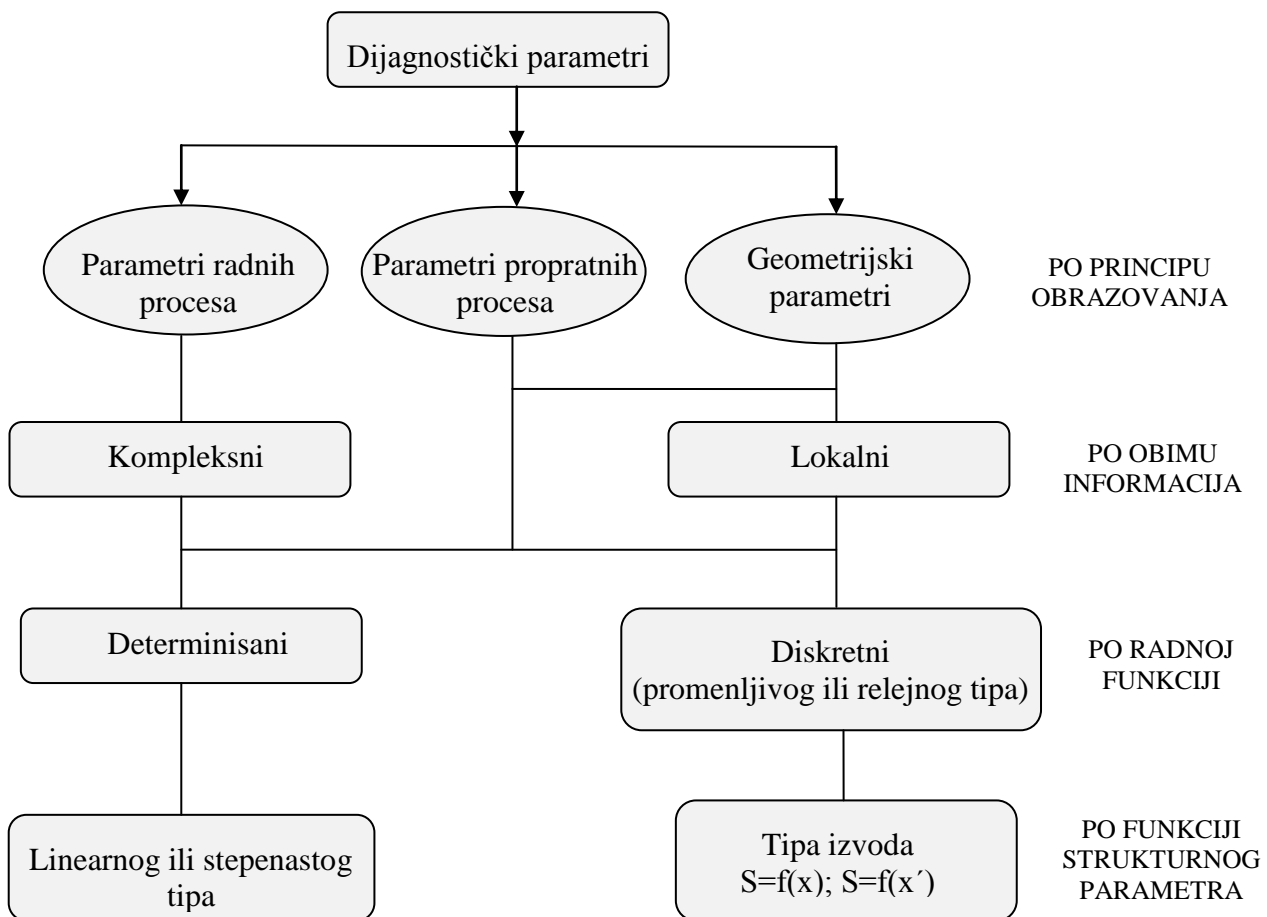 Dijagnostički parametri
Parametri radnih
procesa
Parametri propratnih
procesa
Geometrijski
parametri
PO PRINCIPU
OBRAZOVANJA
Kompleksni
Lokalni
PO OBIMU
INFORMACIJA
Determinisani
Diskretni
(promenljivog ili relejnog tipa)
PO RADNOJ
FUNKCIJI
Linearnog ili stepenastog
tipa
Tipa izvoda
S=f(x); S=f(x´)
PO FUNKCIJI
STRUKTURNOG
PARAMETRA